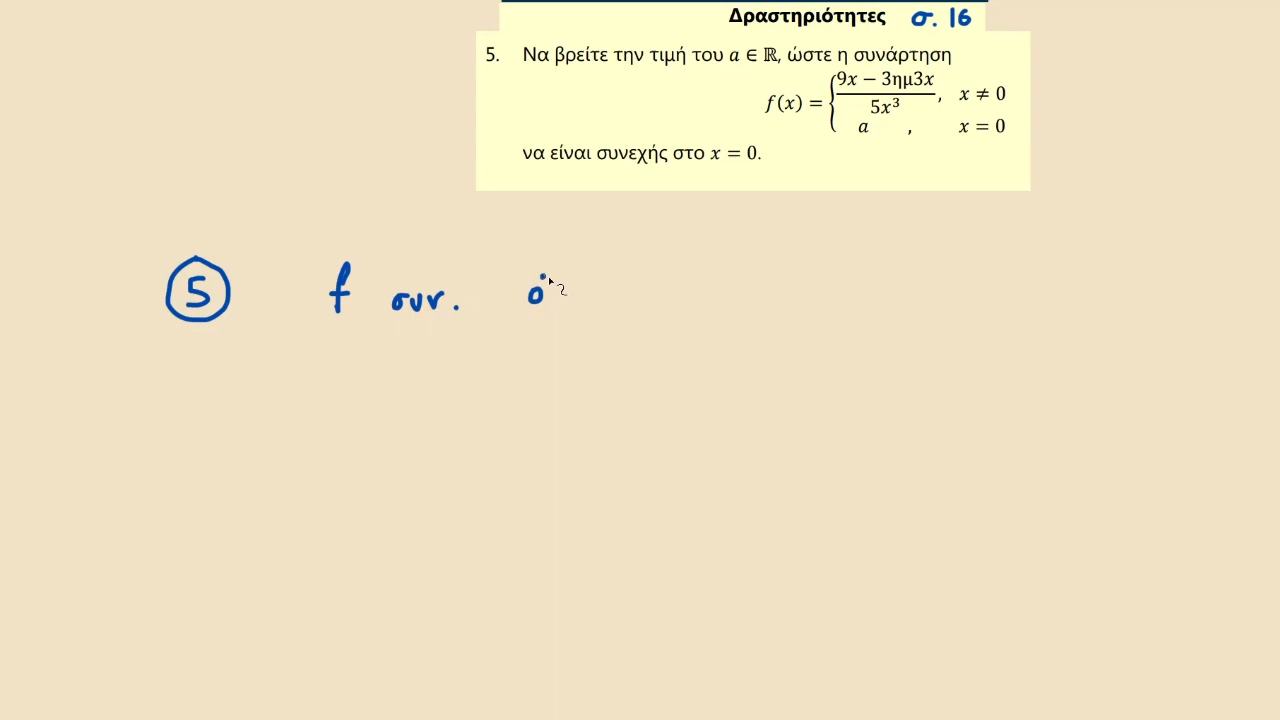 Δραστηριότητες σ. 16
5. Να βρείτε την τιμή του a ∈ ℝ, ώστε η συνάρτηση
f(x) = { (9x − 3ημ3x)/(5x³), x ≠ 0
a , x = 0
να είναι συνεχής στο x = 0.
5 f συν. σ